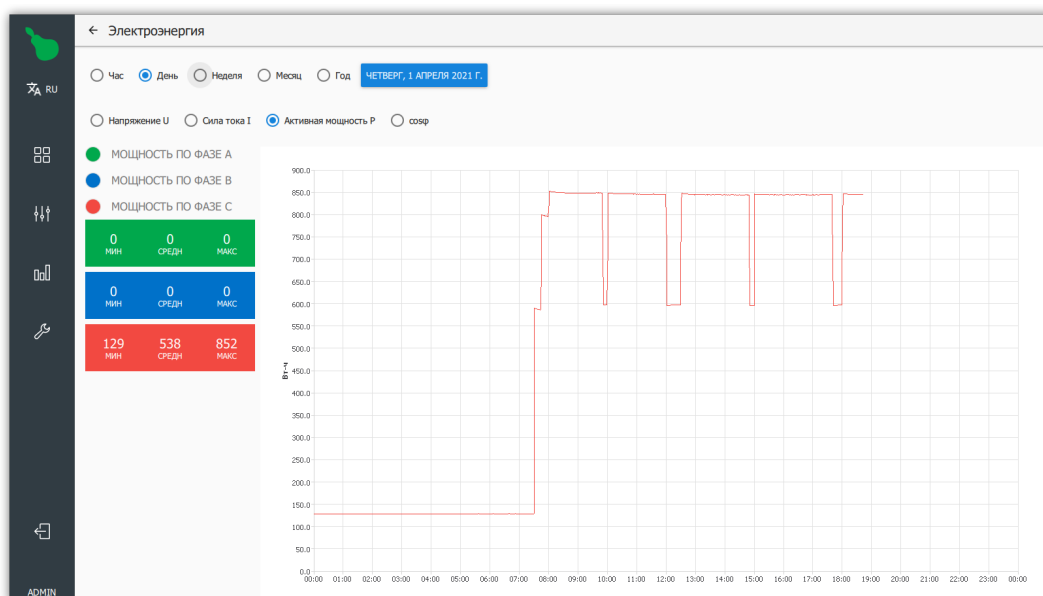 Электроэнергия
Час День Неделя Месяц Год ЧЕТВЕРГ, 1 АПРЕЛЯ 2021 Г.
RU
Напряжение U Сила тока I Активная мощность P cosφ
МОЩНОСТЬ ПО ФАЗЕ A
МОЩНОСТЬ ПО ФАЗЕ B
МОЩНОСТЬ ПО ФАЗЕ C
0 0 0
МИН СРЕДН МАКС
0 0 0
МИН СРЕДН МАКС
129 538 852
МИН СРЕДН МАКС
900.0
850.0
800.0
750.0
700.0
650.0
600.0
550.0
500.0
Вт-ч
450.0
400.0
350.0
300.0
250.0
200.0
150.0
100.0
50.0
0.0
00:00 01:00 02:00 03:00 04:00 05:00 06:00 07:00 08:00 09:00 10:00 11:00 12:00 13:00 14:00 15:00 16:00 17:00 18:00 19:00 20:00 21:00 22:00 23:00 00:00
ADMIN